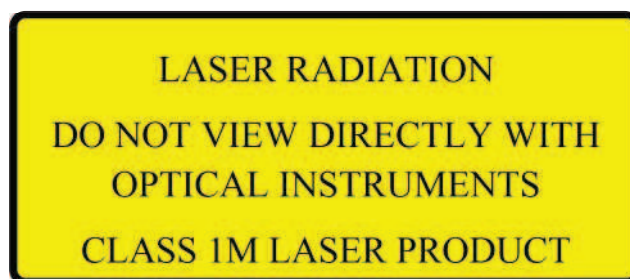 LASER RADIATION
DO NOT VIEW DIRECTLY WITH
OPTICAL INSTRUMENTS
CLASS 1M LASER PRODUCT